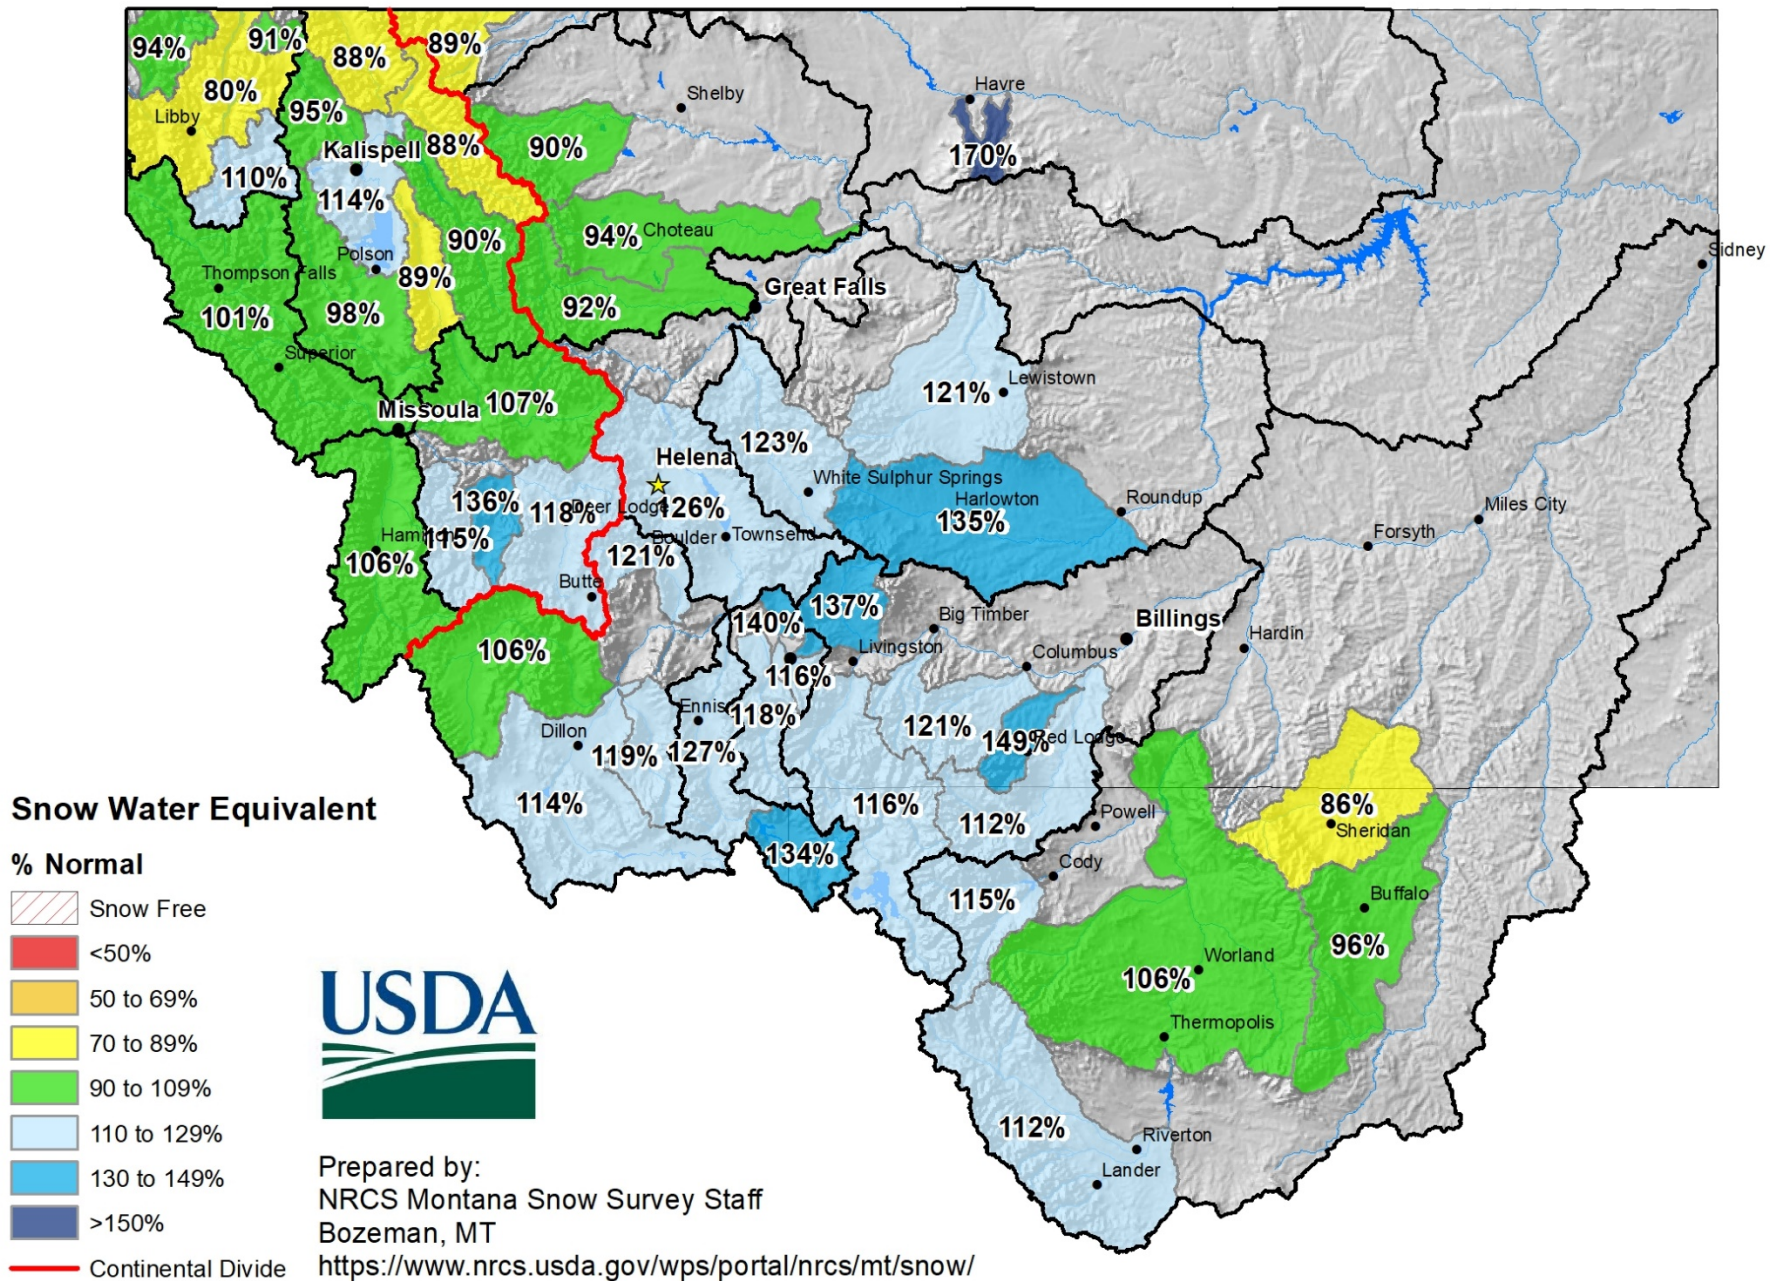 94%
91%
88%
89%
80%
Libby
95%
Kalispell
110%
114%
88%
90%
Shelby
Havre
170%
Polson
90%
89%
94%
Choteau
Thompson Falls
101%
98%
92%
Great Falls
Sidney
Superior
Missoula
107%
121%
Lewistown
123%
Helena
White Sulphur Springs
Harlowton
135%
Roundup
Miles City
Forsyth
136%
118%
Deer Lodge
126%
Hamilton
115%
106%
Boulder
Townsend
121%
Butte
137%
140%
Big Timber
Billings
Hardin
Livingston
Columbus
106%
116%
Ennis
118%
121%
149%
Red Lodge
Dillon
119%
127%
114%
116%
112%
Powell
86%
Sheridan
134%
Cody
115%
Buffalo
96%
Worland
106%
Thermopolis
112%
Riverton
Lander
Snow Water Equivalent
% Normal
Snow Free
<50%
50 to 69%
70 to 89%
90 to 109%
110 to 129%
130 to 149%
>150%
Continental Divide
USDA
Prepared by:
NRCS Montana Snow Survey Staff
Bozeman, MT
https://www.nrcs.usda.gov/wps/portal/nrcs/mt/snow/